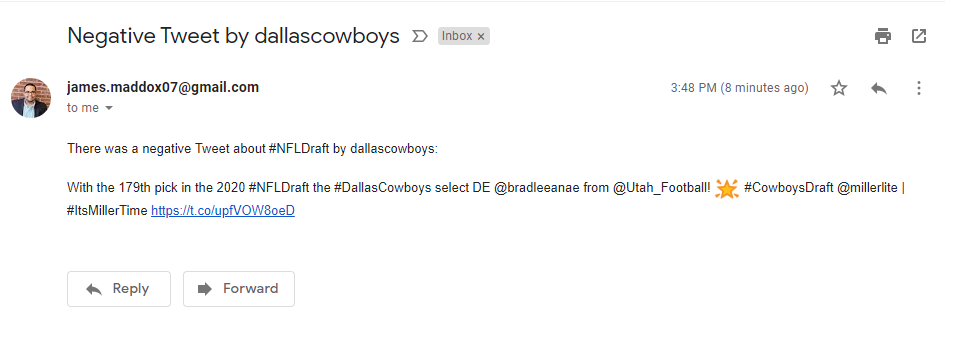 Negative Tweet by dallascowboys Inbox x
james.maddox07@gmail.com 3:48 PM (8 minutes ago)
to me
There was a negative Tweet about #NFLDraft by dallascowboys:
With the 179th pick in the 2020 #NFLDraft the #DallasCowboys select DE @bradleeanae from @Utah_Football! 🌟 #CowboysDraft @millerlite |
#ItsMillerTime https://t.co/upfVOW8oeD
Reply Forward